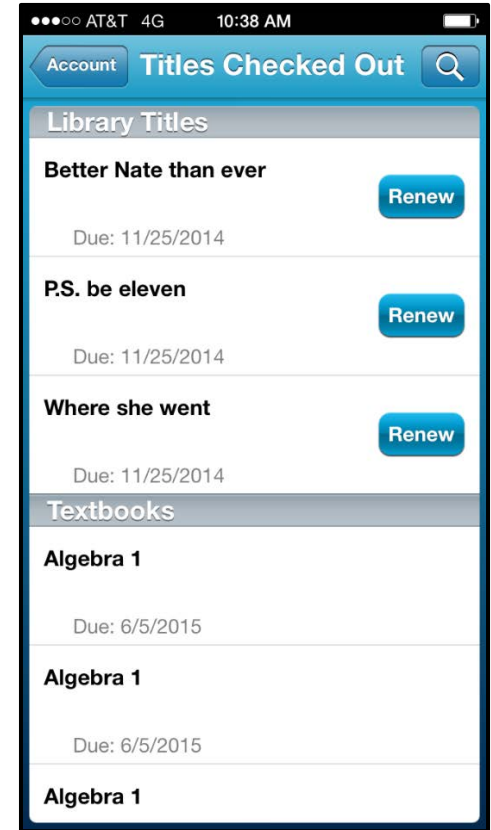 ●●●○○ AT&T 4G 10:38 AM
Account Titles Checked Out
Library Titles
Better Nate than ever
Renew
Due: 11/25/2014
P.S. be eleven
Renew
Due: 11/25/2014
Where she went
Renew
Due: 11/25/2014
Textbooks
Algebra 1
Due: 6/5/2015
Algebra 1
Due: 6/5/2015
Algebra 1